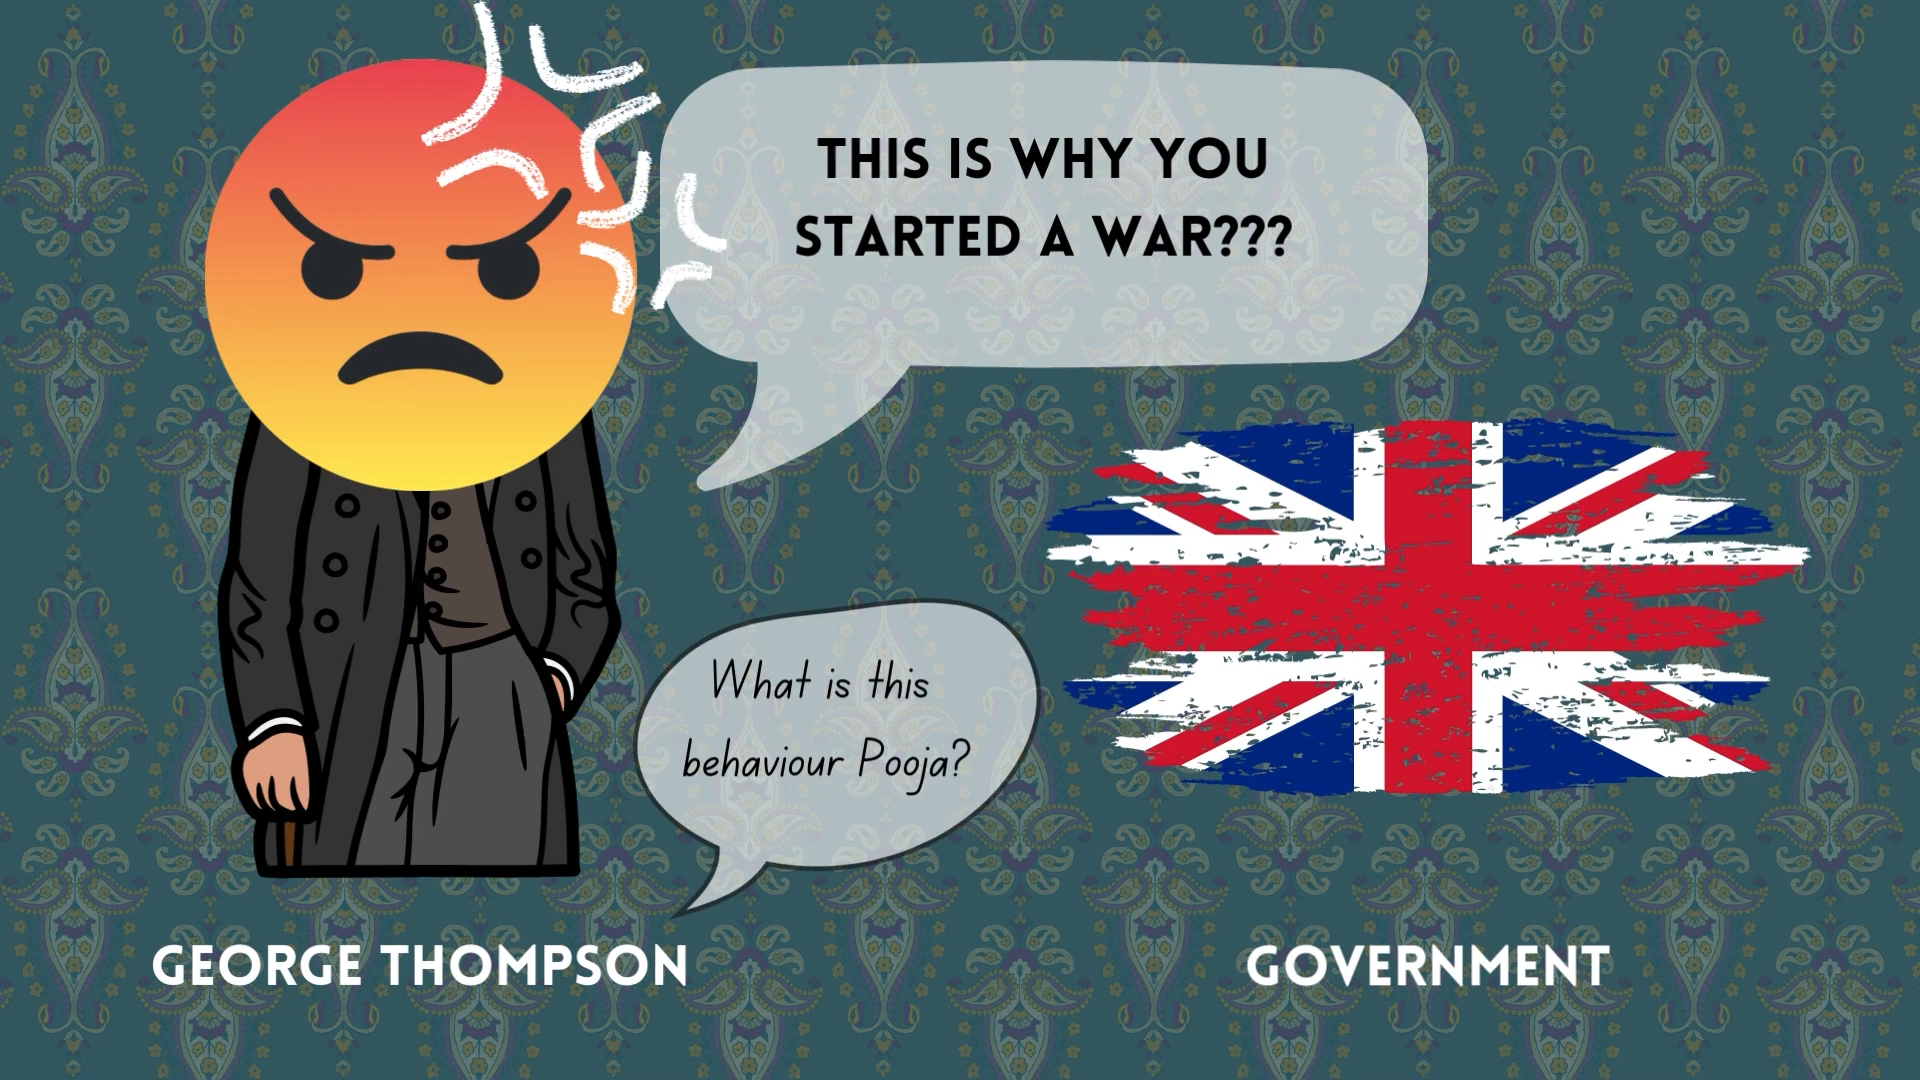 THIS IS WHY YOU
STARTED A WAR???
What is this
behaviour Pooja?
GEORGE THOMPSON
GOVERNMENT